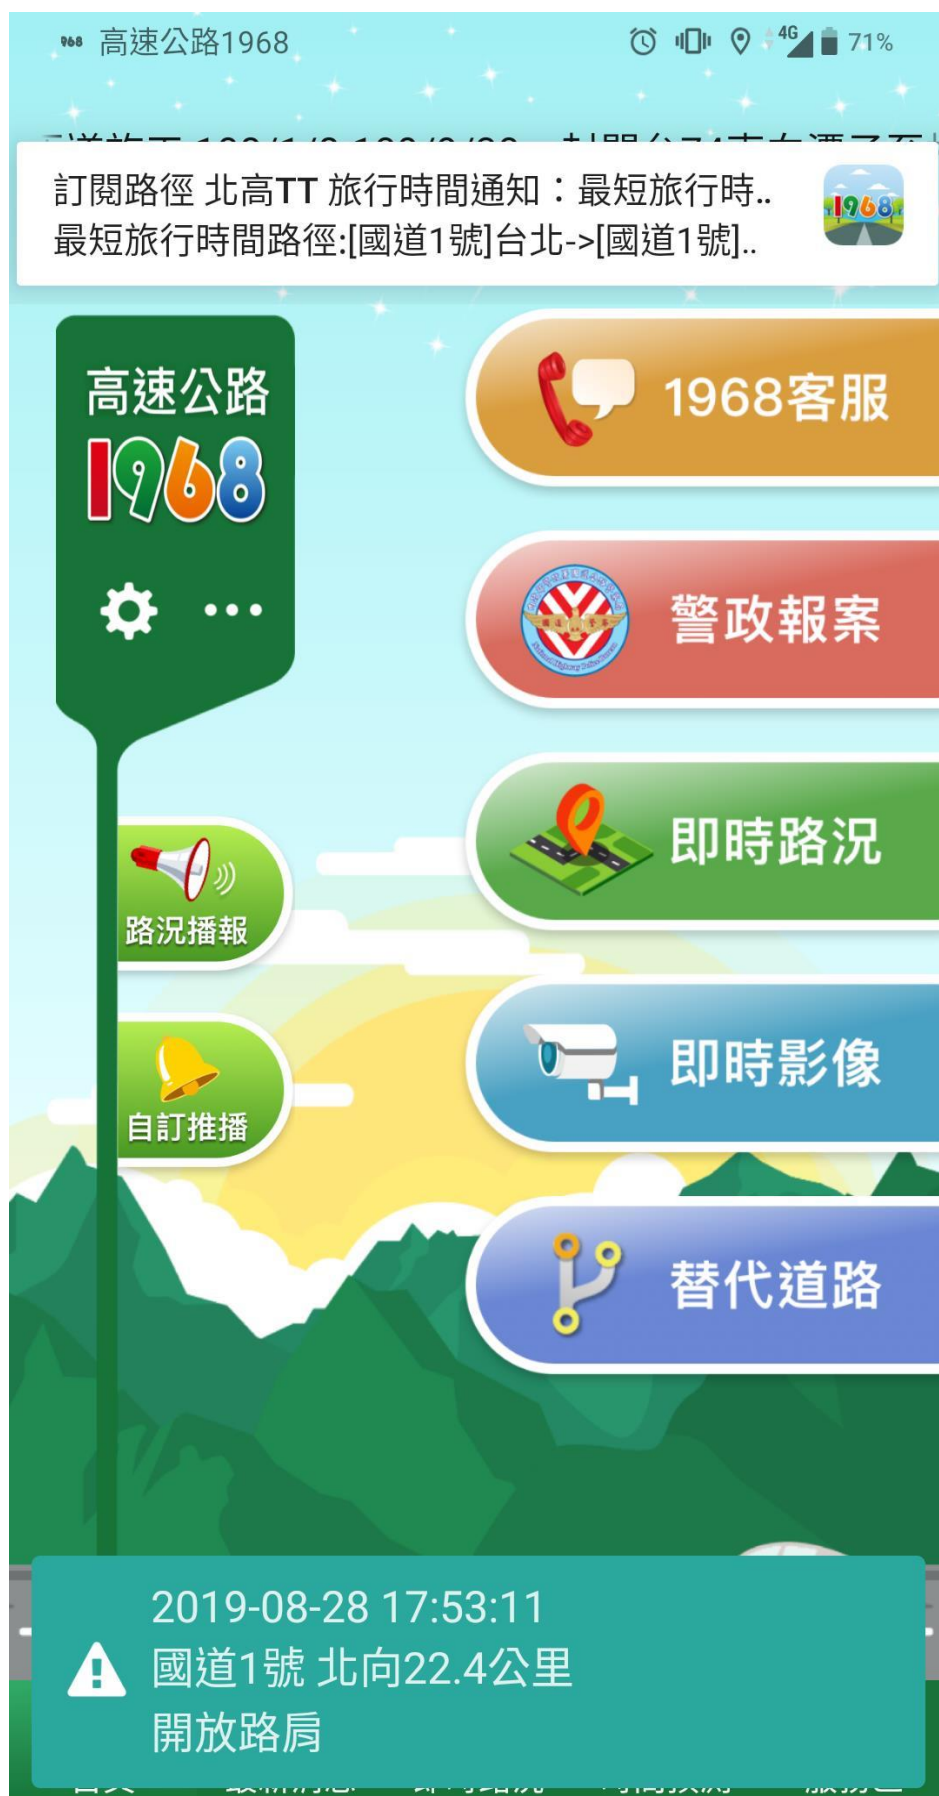 968 高速公路1968
4G 71%
訂閱路徑 北高TT 旅行時間通知：最短旅行時..
最短旅行時間路徑:[國道1號]台北->[國道1號]..
1968
高速公路
1968
1968客服
警政報案
即時路況
路況播報
即時影像
自訂推播
替代道路
2019-08-28 17:53:11
國道1號 北向22.4公里
開放路肩